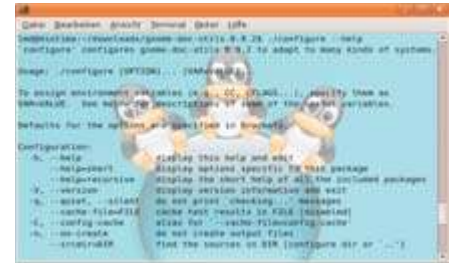 Datei Bearbeiten Ansicht Terminal Reiter Hilfe
./configure --help
`configure' configures gnome-doc-utils to adapt to many kinds of systems.
Usage: ./configure [OPTION]... [VAR=VALUE]...
To assign environment variables (e.g., CC, CFLAGS...), specify them as
VAR=VALUE. See below for descriptions of some of the useful variables.
Defaults for the options are specified in brackets.
Configuration:
-h, --help display this help and exit
--help=short display options specific to this package
--help=recursive display the short help of all the included packages
-V, --version display version information and exit
-q, --quiet, --silent do not print `checking...' messages
--cache-file=FILE cache test results in FILE [disabled]
-C, --config-cache alias for `--cache-file=config.cache'
-n, --no-create do not create output files
--srcdir=DIR find the sources in DIR [configure dir or `..']